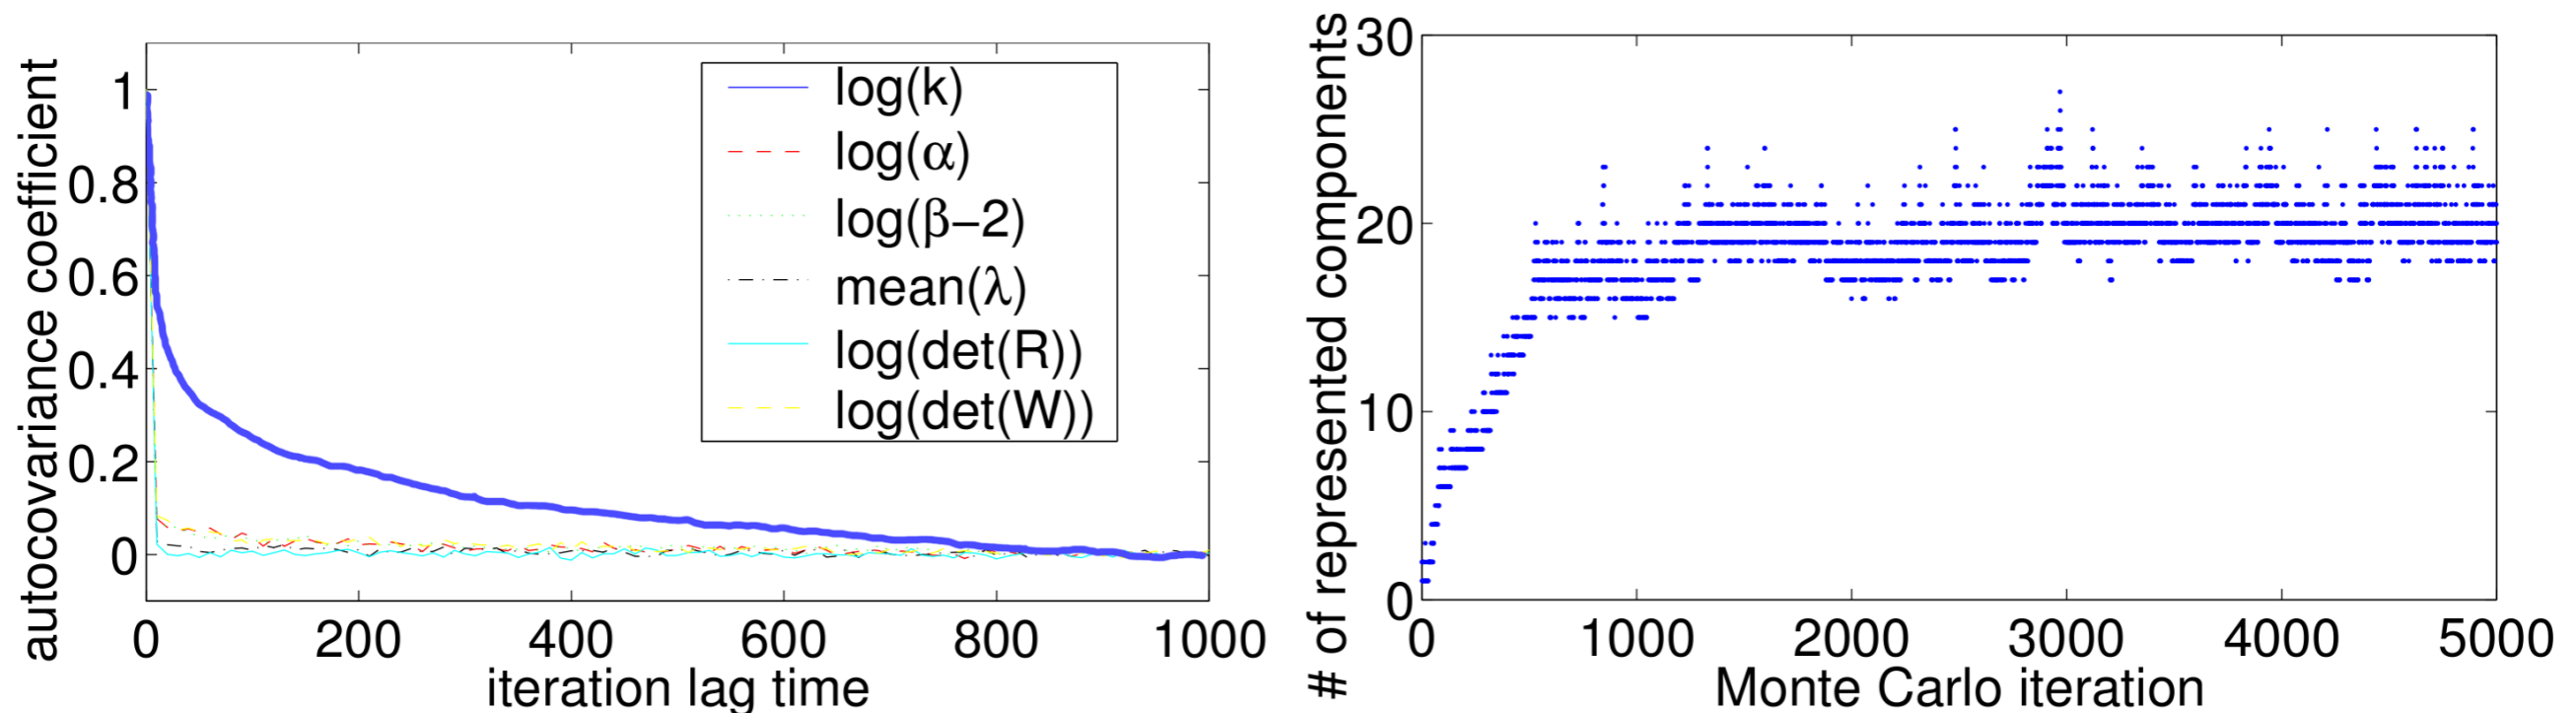 autocovariance coefficient
1
0.8
0.6
0.4
0.2
0
0
200
400
600
800
1000
iteration lag time
log(k)
log(α)
log(β−2)
mean(λ)
log(det(R))
log(det(W))
# of represented components
30
20
10
0
0
1000
2000
3000
4000
5000
Monte Carlo iteration